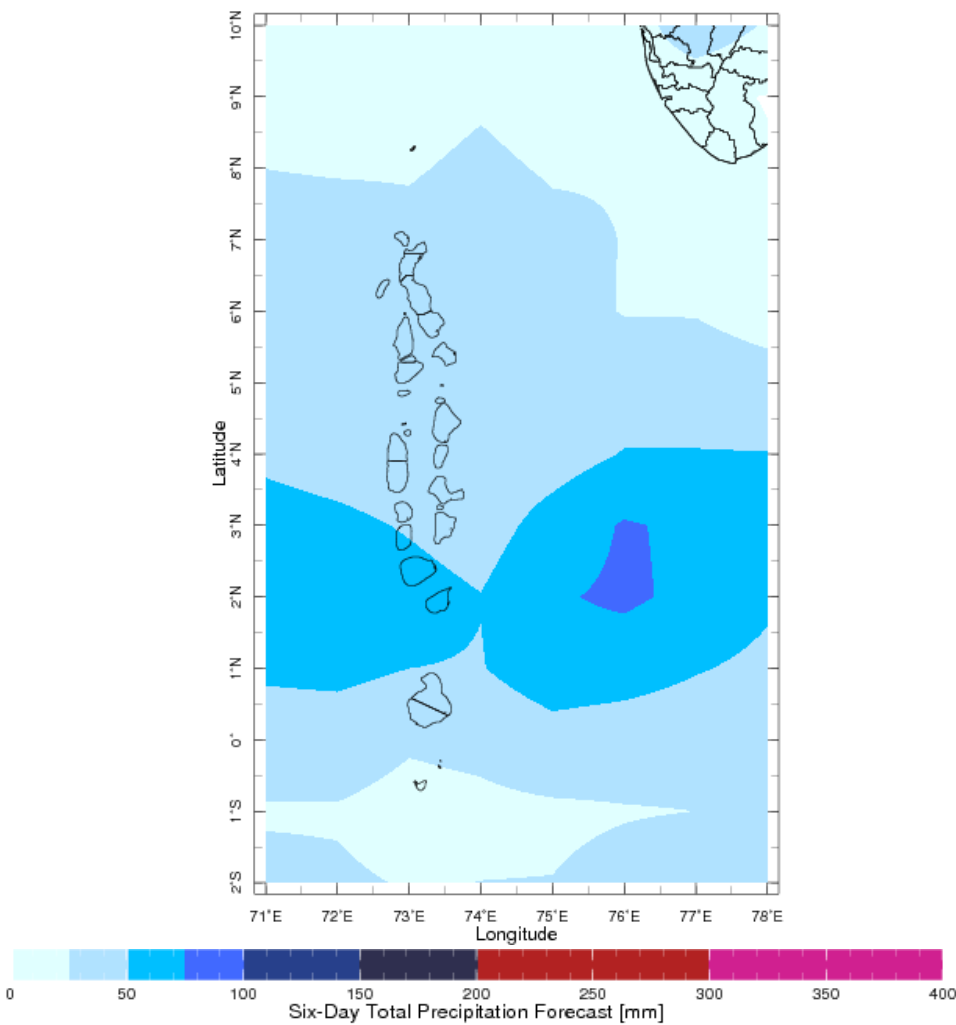 10°N
9°N
8°N
7°N
6°N
5°N
4°N
3°N
2°N
1°N
0°
1°S
2°S
Latitude
71°E 72°E 73°E 74°E 75°E 76°E 77°E 78°E
Longitude
0 50 100 150 200 250 300 350 400
Six-Day Total Precipitation Forecast [mm]